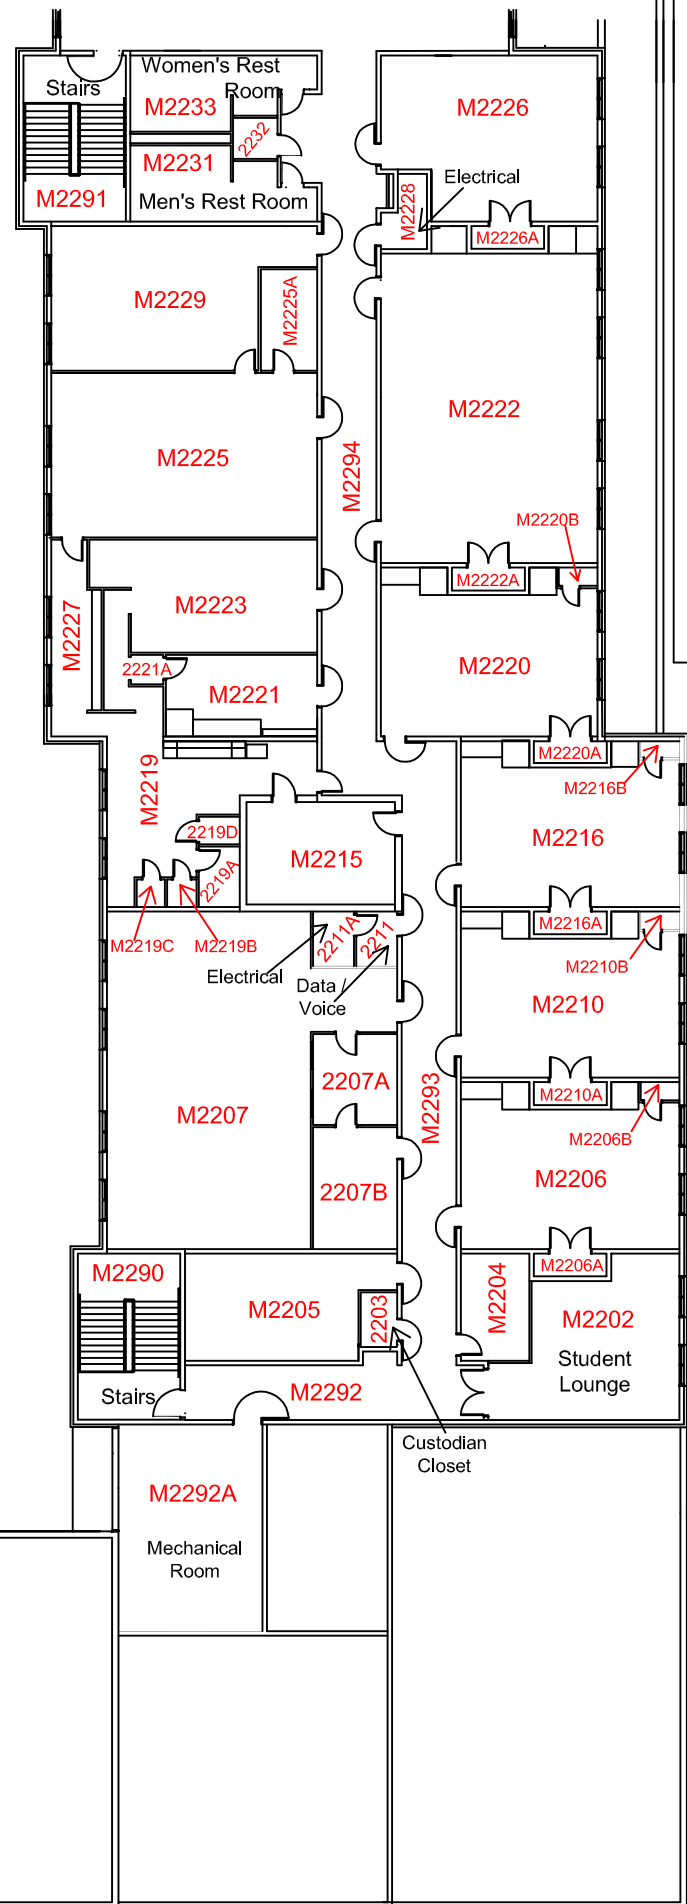 Women's Rest
Room
Stairs
M2233
M2226
2232
M2231
Electrical
M2291
Men's Rest Room
M2228
M2226A
M2229
M2225A
M2222
M2225
M2294
M2220B
M2222A
M2223
M2227
2221A
M2220
M2221
M2220A
M2219
M2216B
2219D
M2216
M2215
2219A
M2219C
M2219B
2211A
2211
M2216A
Electrical
Data /
Voice
M2210B
M2210
2207A
M2293
M2210A
M2207
M2206B
M2206
2207B
M2290
M2206A
M2204
M2205
2203
M2202
Student
Lounge
Stairs
M2292
Custodian
Closet
M2292A
Mechanical
Room